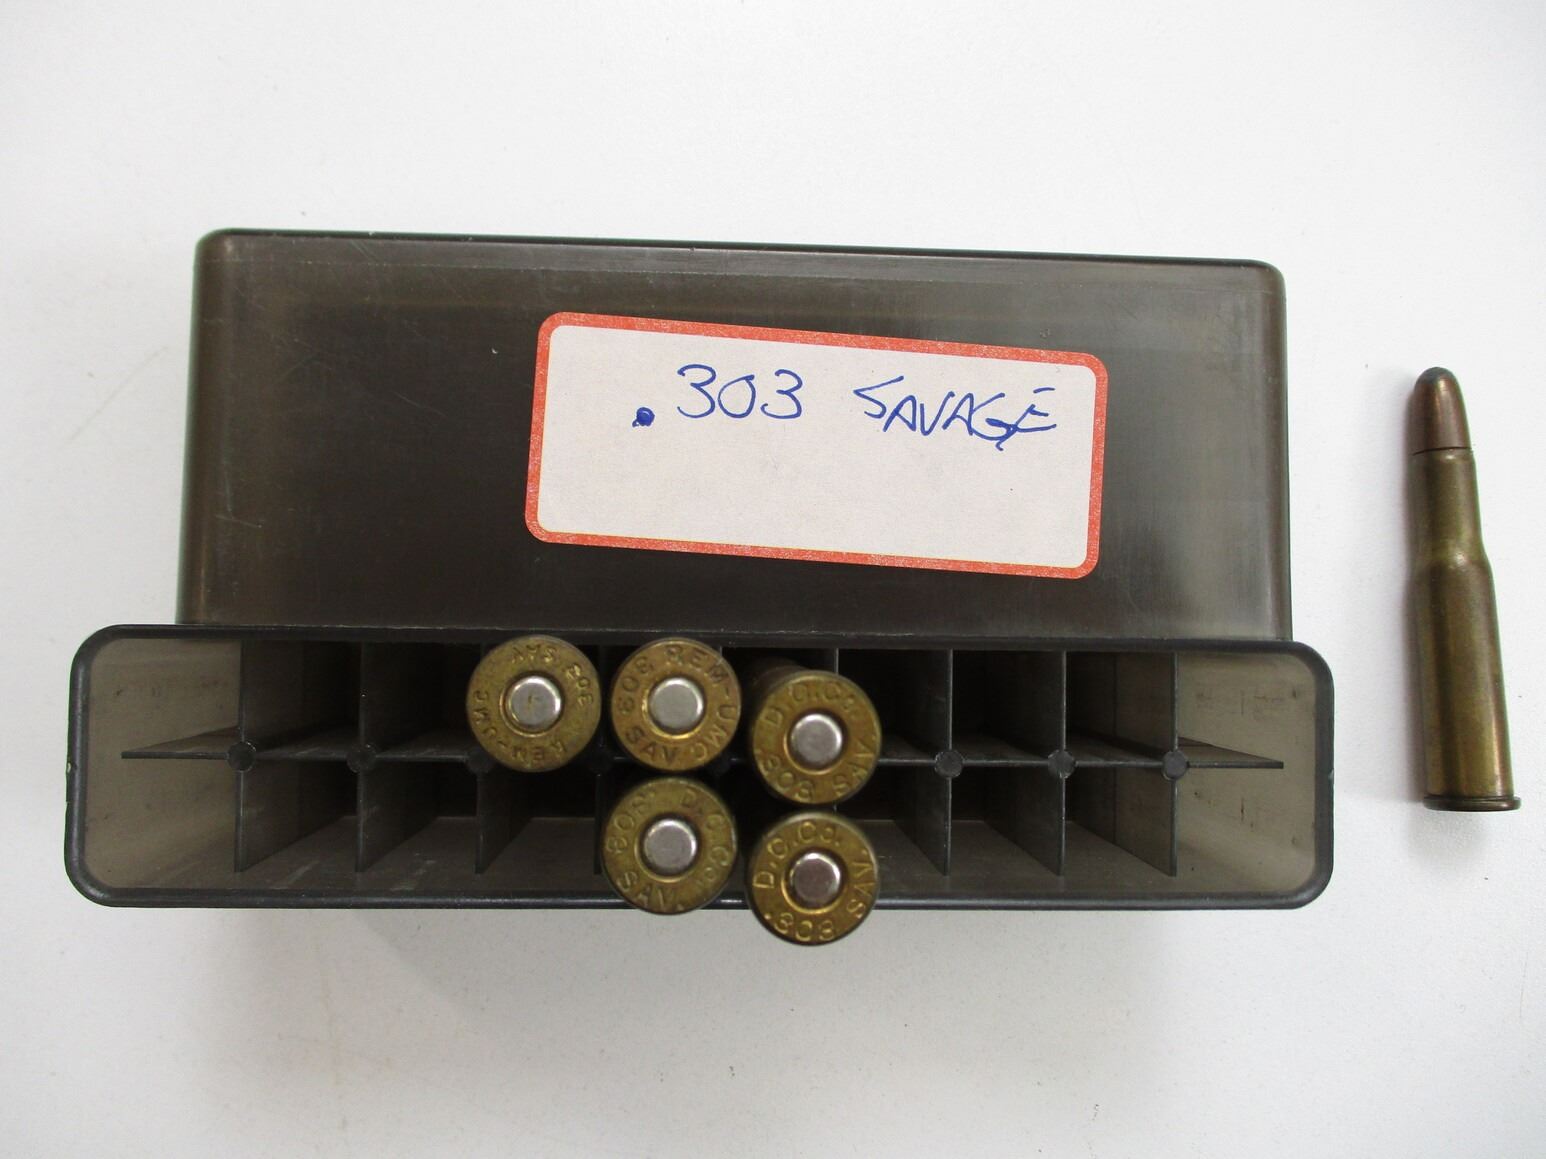 .303 SAVAGE
REM-UMC SAV 303
303 REM-UMC SAV
D.C.Co. .303 SAV
.303 D.C.Co. SAV.
D.C.Co. .303 SAV